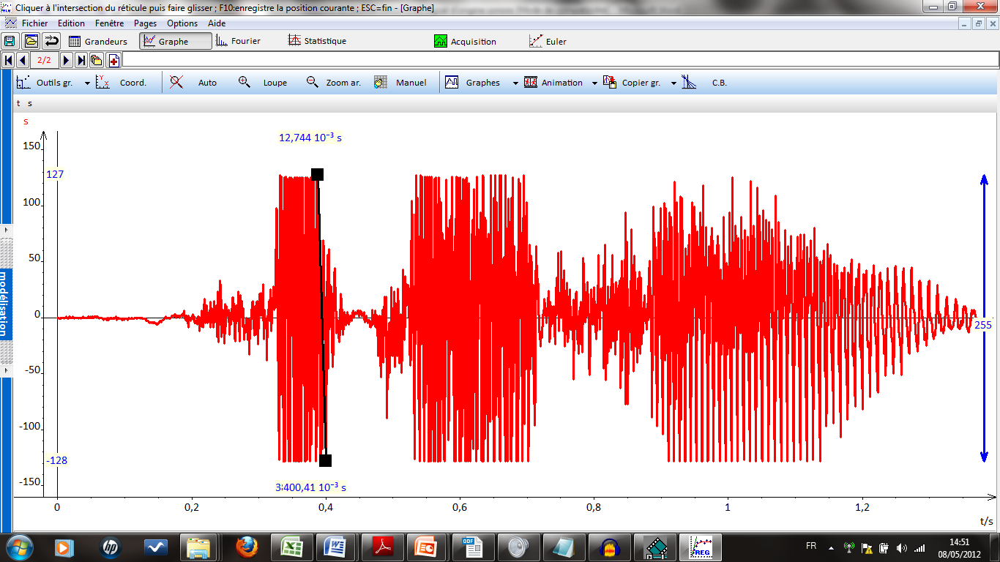 Cliquer à l'intersection du réticule puis faire glisser ; F10:enregistre la position courante ; ESC=fin - [Graphe]
Fichier Edition Fenêtre Pages Options Aide
Grandeurs Graphe Fourier Statistique Acquisition Euler
2/2
Outils gr. Coord. Auto Loupe Zoom ar. Manuel Graphes Animation Copier gr. C.B.
t s
s
12,744 10⁻³ s
150
127
100
50
0
255
-50
-100
-128
-150
modélisation
400,41 10⁻³ s
0 0,2 0,4 0,6 0,8 1 1,2
t/s
FR
14:51
08/05/2012